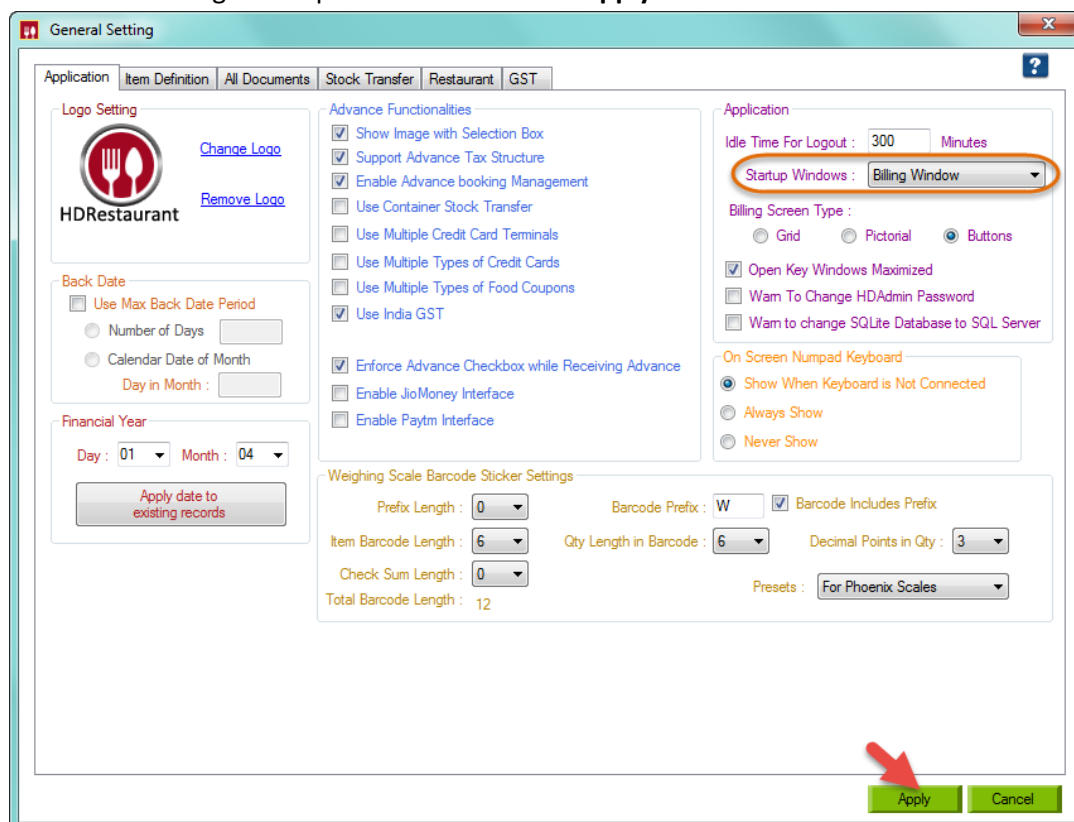 Apply
General Setting
x
?
Application Item Definition All Documents Stock Transfer Restaurant GST
Logo Setting
Change Logo
Remove Logo
HDRestaurant
Back Date
Use Max Back Date Period
Number of Days
Calendar Date of Month
Day in Month :
Financial Year
Day : 01 Month : 04
Apply date to
existing records
Advance Functionalities
Show Image with Selection Box
Support Advance Tax Structure
Enable Advance booking Management
Use Container Stock Transfer
Use Multiple Credit Card Terminals
Use Multiple Types of Credit Cards
Use Multiple Types of Food Coupons
Use India GST
Enforce Advance Checkbox while Receiving Advance
Enable JioMoney Interface
Enable Paytm Interface
Application
Idle Time For Logout : 300 Minutes
Startup Windows : Billing Window
Billing Screen Type :
Grid Pictorial Buttons
Open Key Windows Maximized
Warn To Change HDAdmin Password
Warn to change SQLite Database to SQL Server
On Screen Numpad Keyboard
Show When Keyboard is Not Connected
Always Show
Never Show
Weighing Scale Barcode Sticker Settings
Prefix Length : 0 Barcode Prefix : W Barcode Includes Prefix
Item Barcode Length : 6 Qty Length in Barcode : 6 Decimal Points in Qty : 3
Check Sum Length : 0 Presets : For Phoenix Scales
Total Barcode Length : 12
Apply Cancel